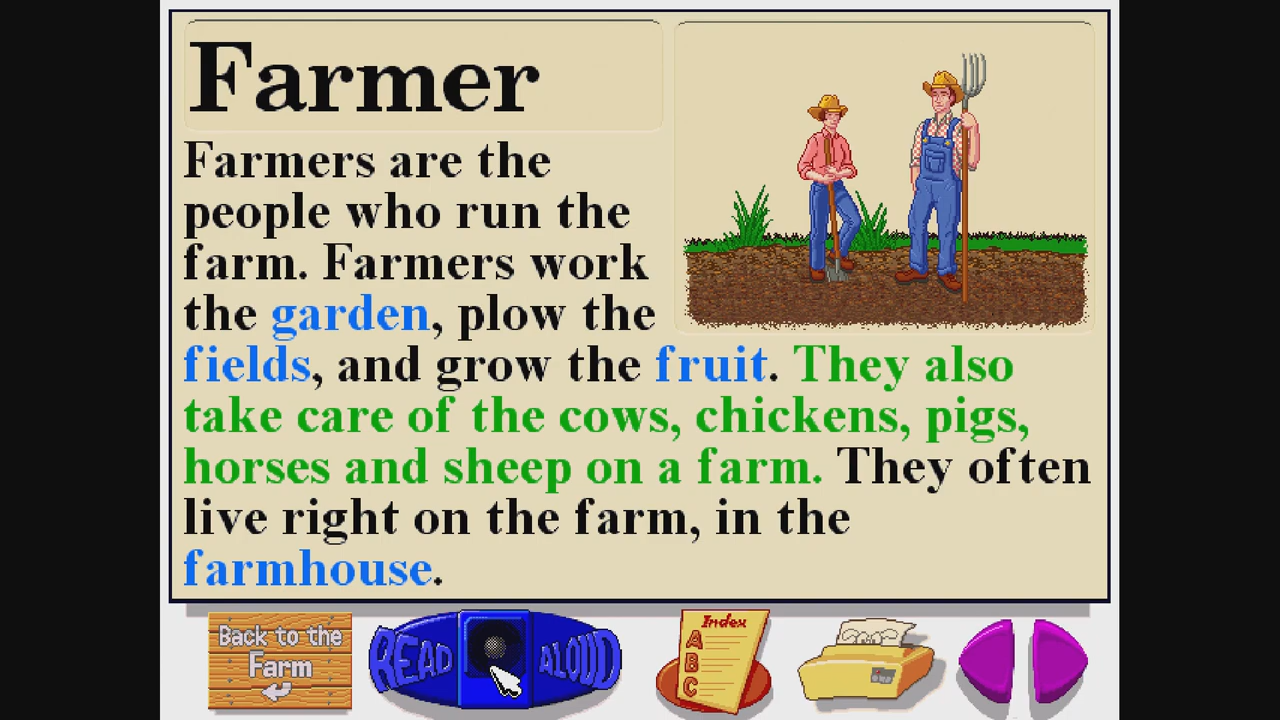 Farmer
Farmers are the
people who run the
farm. Farmers work
the garden, plow the
fields, and grow the fruit. They also
take care of the cows, chickens, pigs,
horses and sheep on a farm. They often
live right on the farm, in the
farmhouse.
Back to the
Farm
READ ALOUD
Index
A
B
C